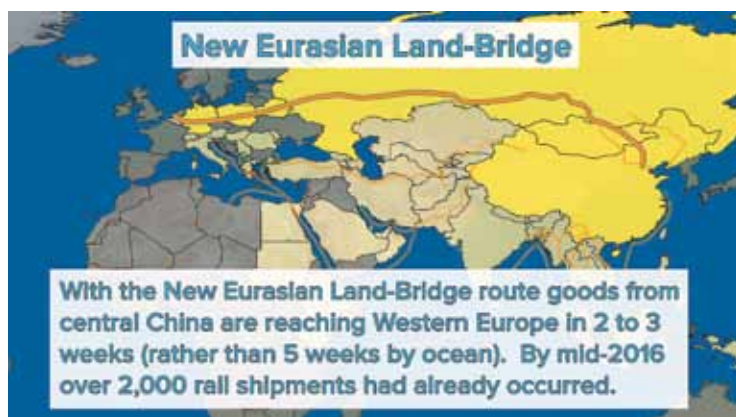 New Eurasian Land-Bridge
With the New Eurasian Land-Bridge route goods from
central China are reaching Western Europe in 2 to 3
weeks (rather than 5 weeks by ocean).  By mid-2016
over 2,000 rail shipments had already occurred.